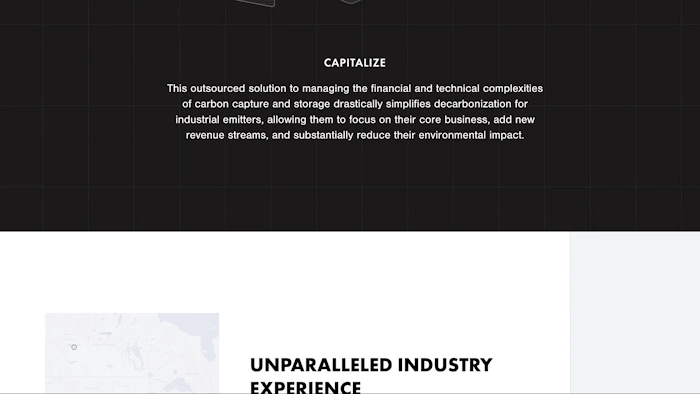 CAPITALIZE
This outsourced solution to managing the financial and technical complexities
of carbon capture and storage drastically simplifies decarbonization for
industrial emitters, allowing them to focus on their core business, add new
revenue streams, and substantially reduce their environmental impact.
UNPARALLELED INDUSTRY
EXPERIENCE